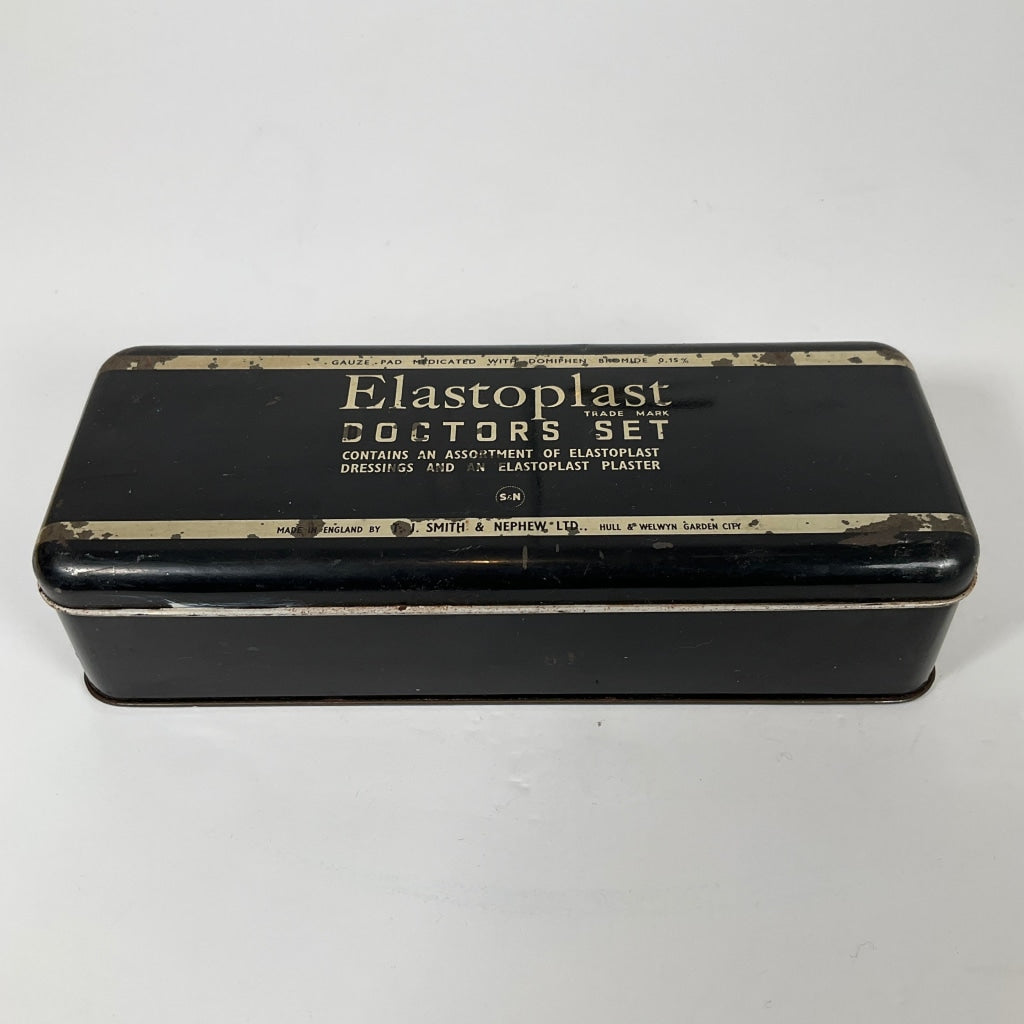 GAUZE PAD MEDICATED WITH DOMIPHEN BROMIDE 0.15%
Elastoplast
TRADE MARK
DOCTORS SET
CONTAINS AN ASSORTMENT OF ELASTOPLAST
DRESSINGS AND AN ELASTOPLAST PLASTER
S&N
MADE IN ENGLAND BY T. J. SMITH & NEPHEW, LTD., HULL & WELWYN GARDEN CITY